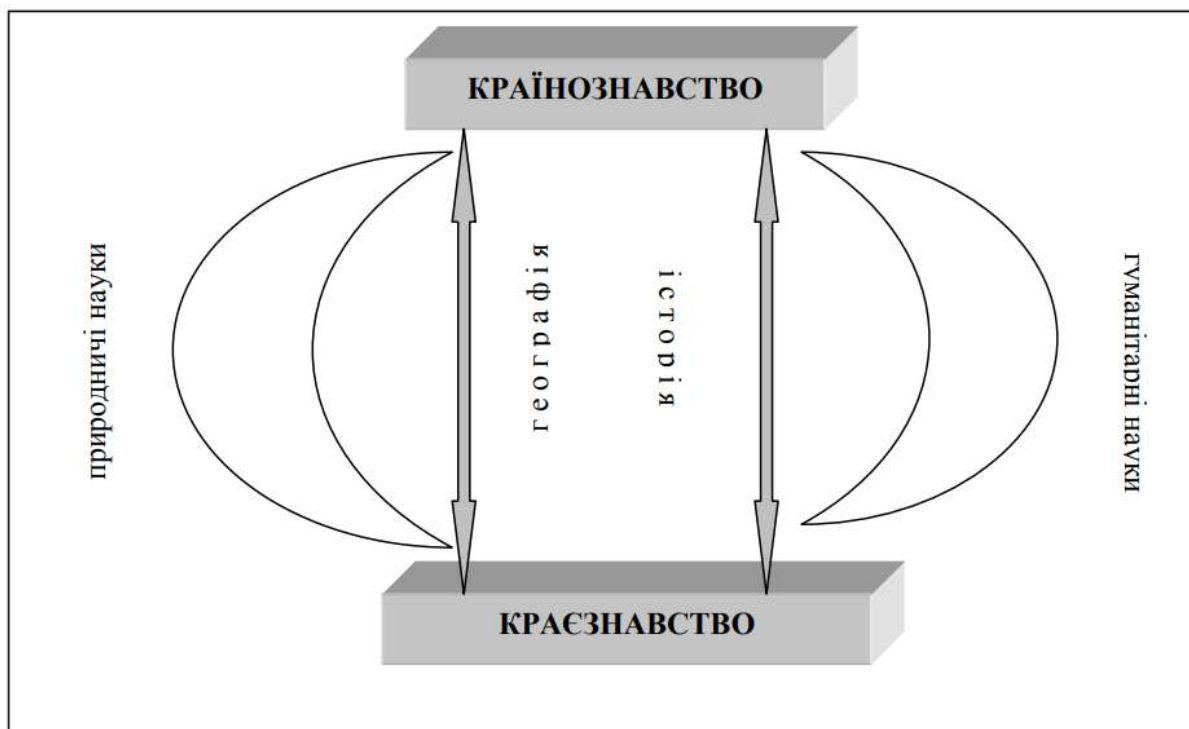 КРАЇНОЗНАВСТВО
природничі науки
географія
історія
гуманітарні науки
КРАЄЗНАВСТВО